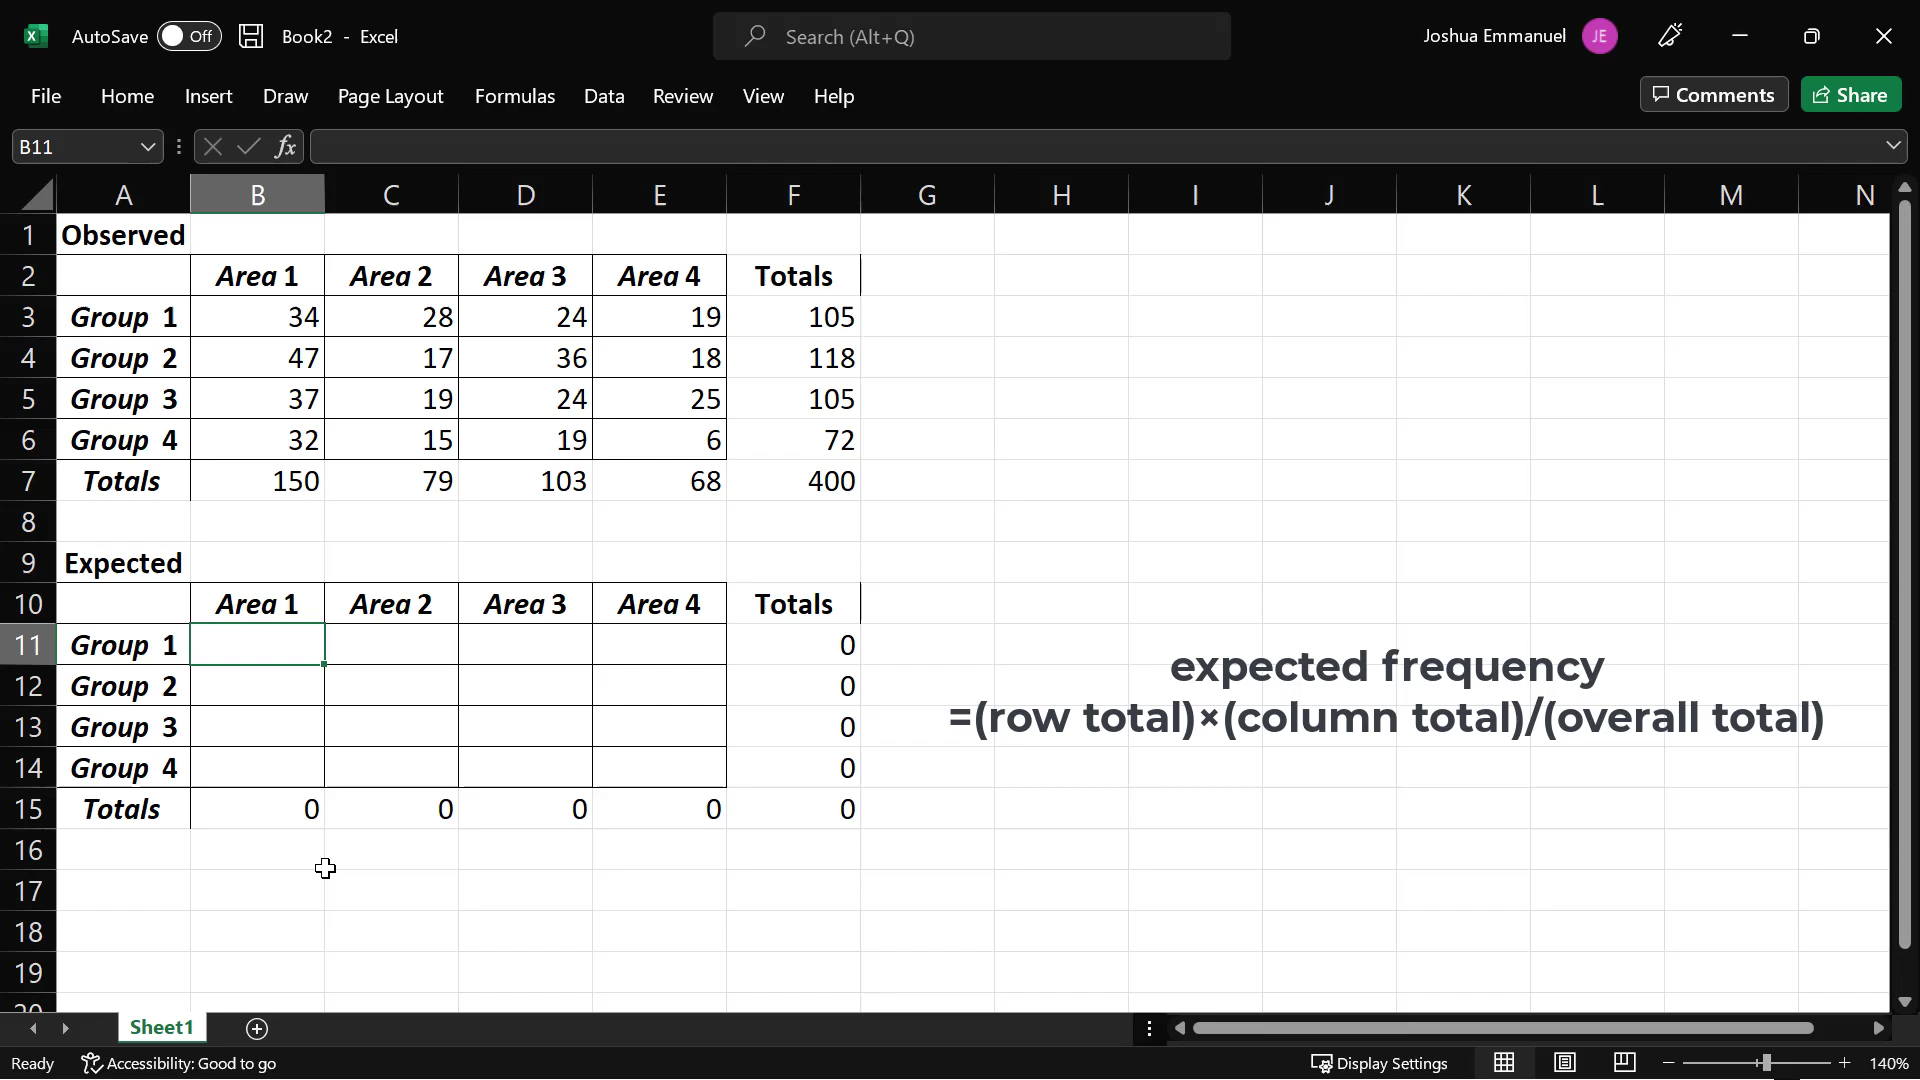 AutoSave Off Book2 - Excel Search (Alt+Q) Joshua Emmanuel JE
File Home Insert Draw Page Layout Formulas Data Review View Help Comments Share
B11 fx
A B C D E F G H I J K L M N
1 Observed
2 Area 1 Area 2 Area 3 Area 4 Totals
3 Group 1 34 28 24 19 105
4 Group 2 47 17 36 18 118
5 Group 3 37 19 24 25 105
6 Group 4 32 15 19 6 72
7 Totals 150 79 103 68 400
8
9 Expected
10 Area 1 Area 2 Area 3 Area 4 Totals
11 Group 1 0
12 Group 2 0
13 Group 3 0
14 Group 4 0
15 Totals 0 0 0 0 0
expected frequency
=(row total)×(column total)/(overall total)
16
17
18
19
20
Sheet1
Ready Accessibility: Good to go Display Settings 140%